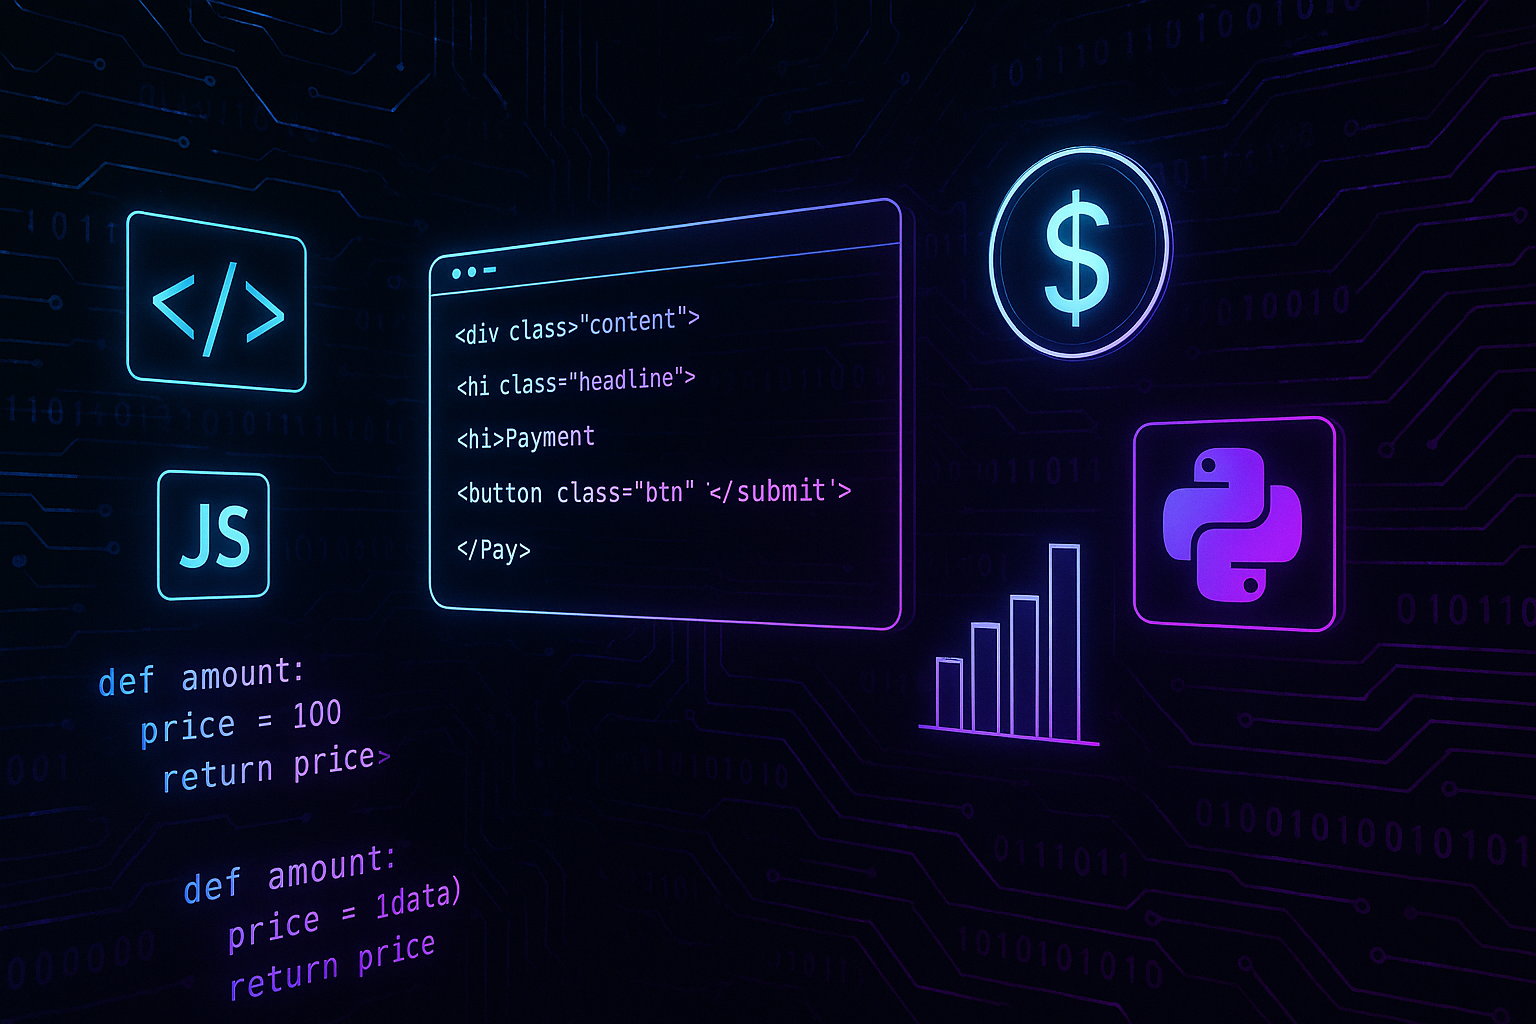 </>
<div class>"content">
<hi class="headline">
<hi>Payment
<button class="btn" '</submit'>
</Pay>
$
JS
def amount:
price = 100
return price>
def amount:
price = 1data)
return price